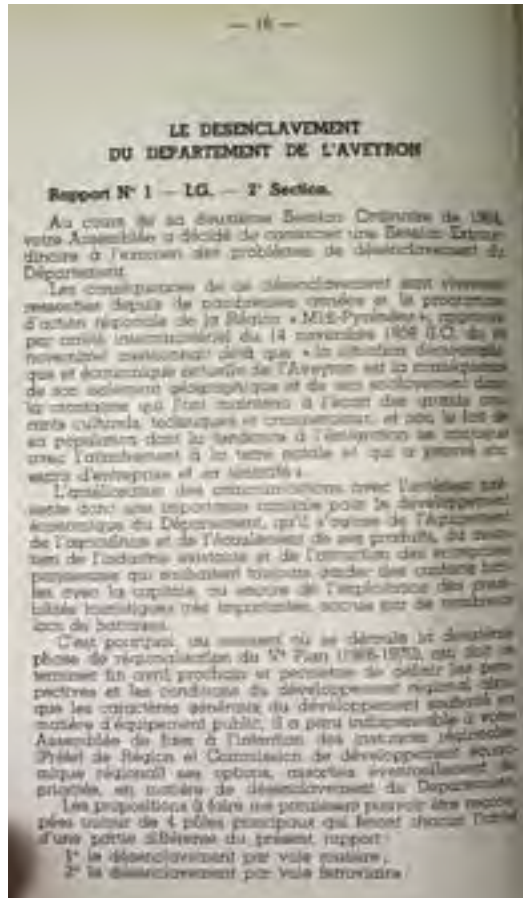 — 16 —
LE DESENCLAVEMENT
DU DEPARTEMENT DE L'AVEYRON
Rapport N° 1 — I.G. — 2° Section.
Au cours de sa deuxième Session Ordinaire de 1964,
votre Assemblée a décidé de consacrer une Session Extraor-
dinaire à l'examen des problèmes de désenclavement du
Département.
Les conséquences de ce désenclavement sont vivement
ressenties depuis de nombreuses années et le programme
d'action régionale de la Région « Midi-Pyrénées », approuvé
par arrêté interministériel du 14 novembre 1959 (J.O. du
novembre) mentionnait déjà que « la situation démographi-
que et économique actuelle de l'Aveyron est la conséquence
de son isolement géographique et de son enclavement dans
la montagne qui l'ont maintenu à l'écart des grands cou-
rants culturels, techniques et commerciaux, et par le fait de
sa population dont la tendance à l'émigration se
avec l'attachement à la terre natale et qui a prouvé son
esprit d'entreprise et sa ».
L'amélioration des communications avec l'extérieur pré-
sente donc une importance capitale pour le développement
économique du Département, qu'il s'agisse de l'équipement
de l'agriculture et de l'écoulement de ses produits, du main-
tien de l'industrie existante et de l'attraction des entreprises
parisiennes qui souhaitent toujours garder des contacts faci-
les avec la capitale, ou encore de l'exploitation des possi-
bilités touristiques très importantes, accrues par de nombreux
lacs de barrages.
C'est pourquoi, au moment où se déroule la deuxième
phase de régionalisation du V° Plan (1966-1970), qui doit se
terminer fin avril prochain et permettre de définir les pers-
pectives et les conditions du développement régional ainsi
que les caractères généraux du développement souhaité en
matière d'équipement public, il a paru indispensable à votre
Assemblée de fixer à l'intention des instances régionales
(Préfet de Région et Commission de développement écono-
mique régional) ses options, assorties éventuellement de
priorités, en matière de désenclavement du Département.
Les propositions à faire me paraissent pouvoir être regrou-
pées autour de 4 pôles principaux qui feront chacun l'objet
d'une partie différente du présent rapport :
1° le désenclavement par voie routière ;
2° le désenclavement par voie ferroviaire ;